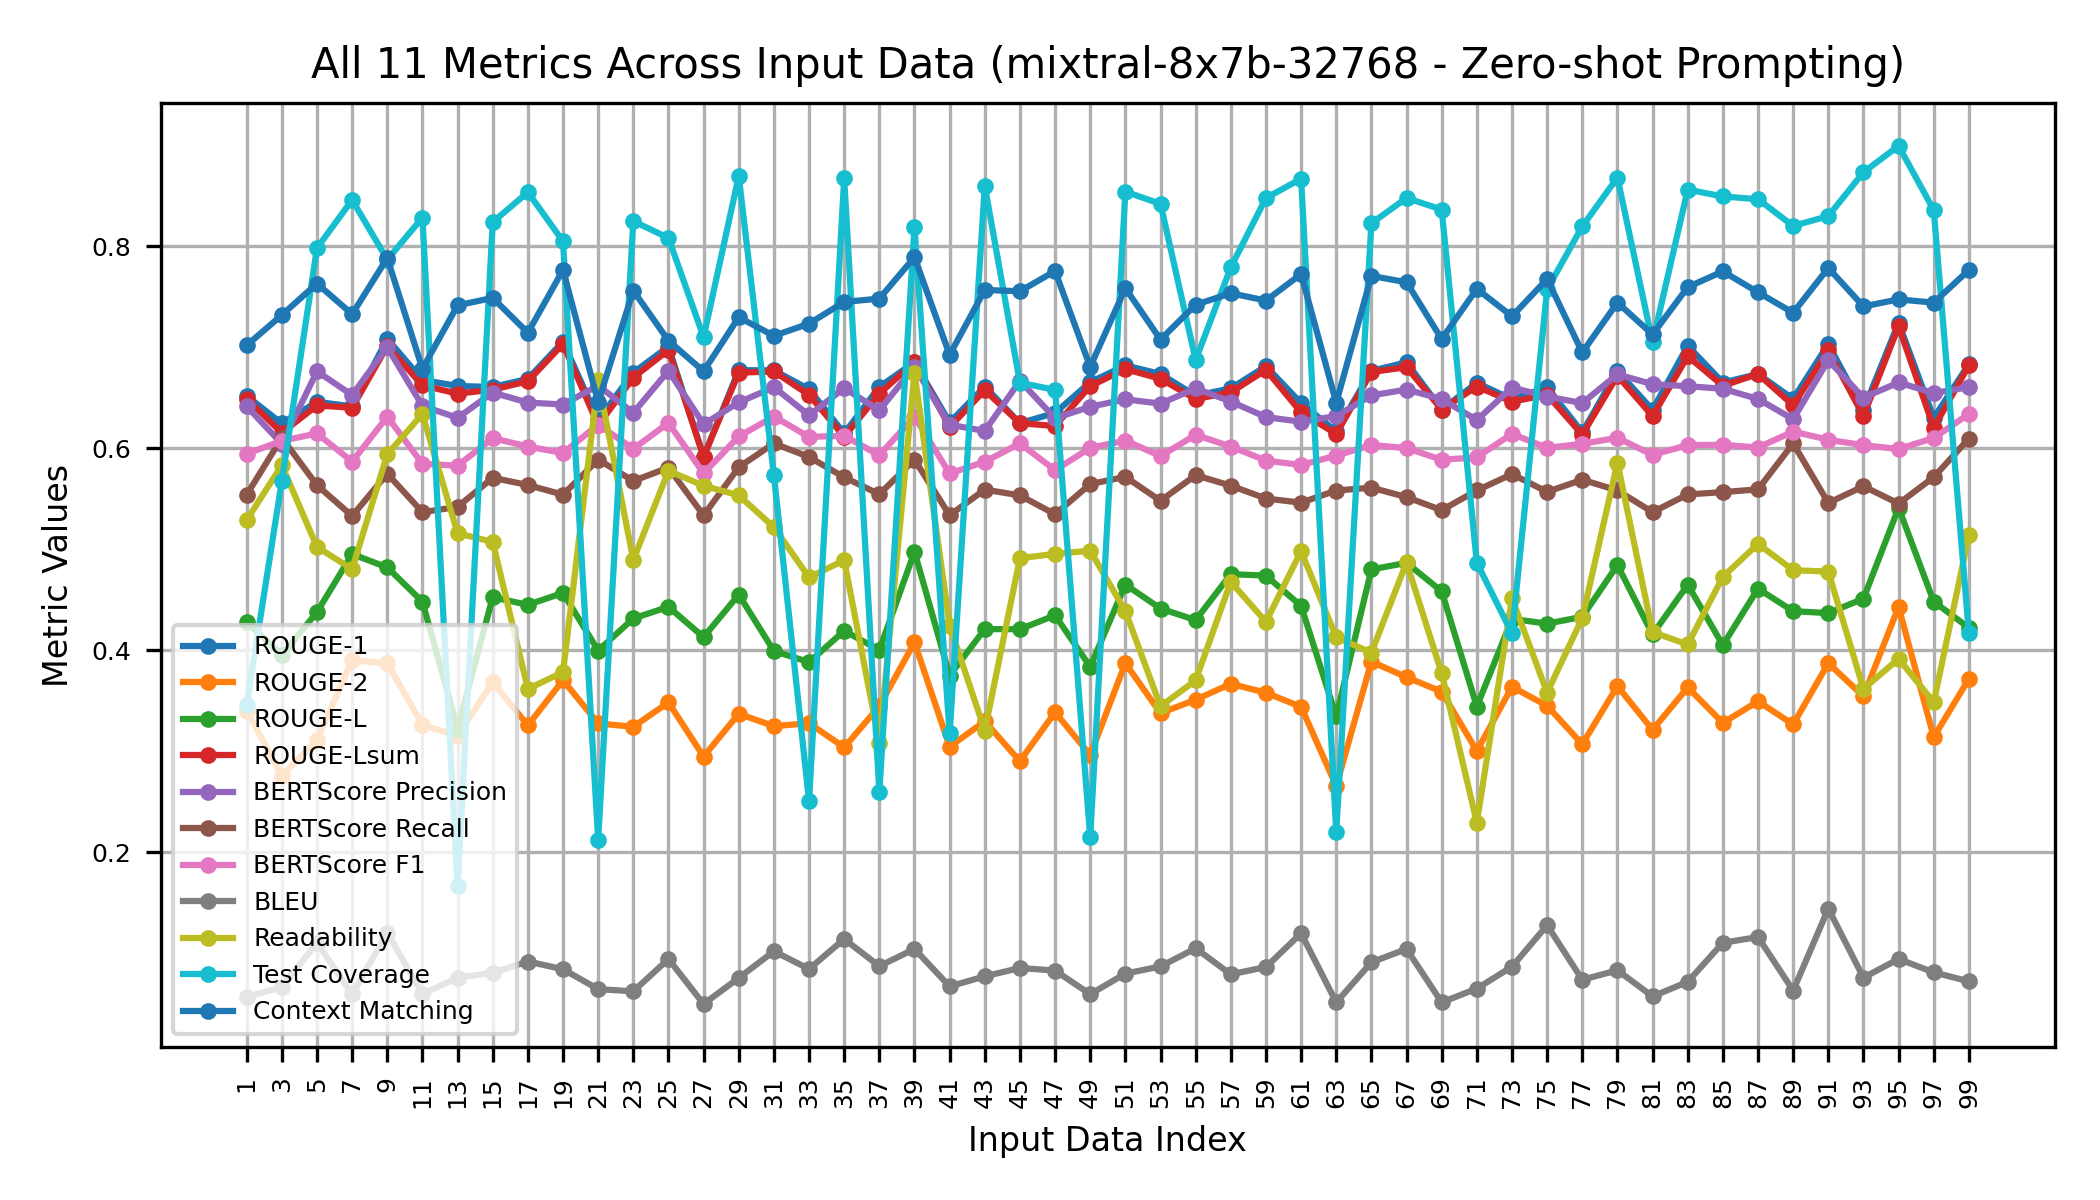 All 11 Metrics Across Input Data (mixtral-8x7b-32768 - Zero-shot Prompting)
Metric Values
0.8
0.6
0.4
0.2
ROUGE-1
ROUGE-2
ROUGE-L
ROUGE-Lsum
BERTScore Precision
BERTScore Recall
BERTScore F1
BLEU
Readability
Test Coverage
Context Matching
1 3 5 7 9 11 13 15 17 19 21 23 25 27 29 31 33 35 37 39 41 43 45 47 49 51 53 55 57 59 61 63 65 67 69 71 73 75 77 79 81 83 85 87 89 91 93 95 97 99
Input Data Index